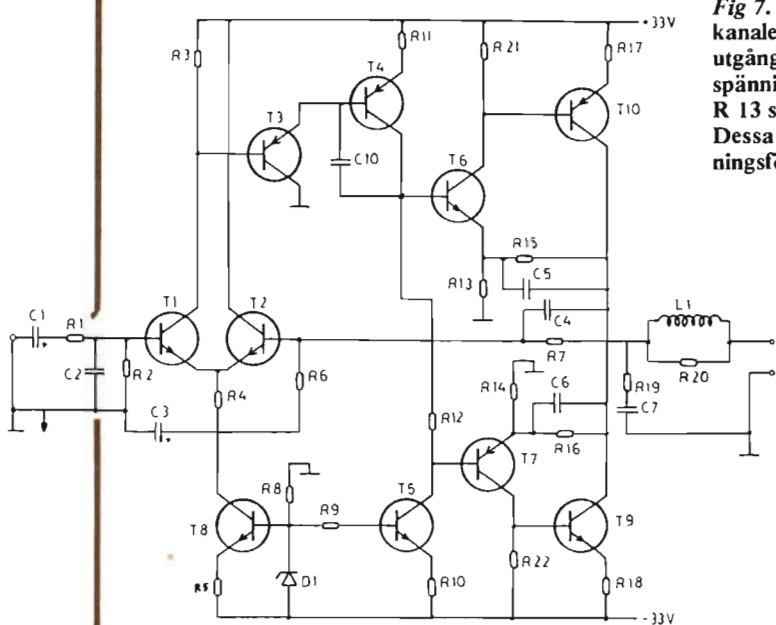 Fig 7.
kanale
utgång
spänni
R 13 s
Dessa
ningsfö
+33V
R3
R11
R21
R17
T4
T3
T10
C10
T6
R15
C5
R13
C4
T1
T2
L1
C1
R1
R7
R20
C2
R2
R4
R6
R19
C7
C3
R14
C6
R12
R16
R8
T5
T7
R9
T8
T9
R5
D1
R10
R22
R18
-33V